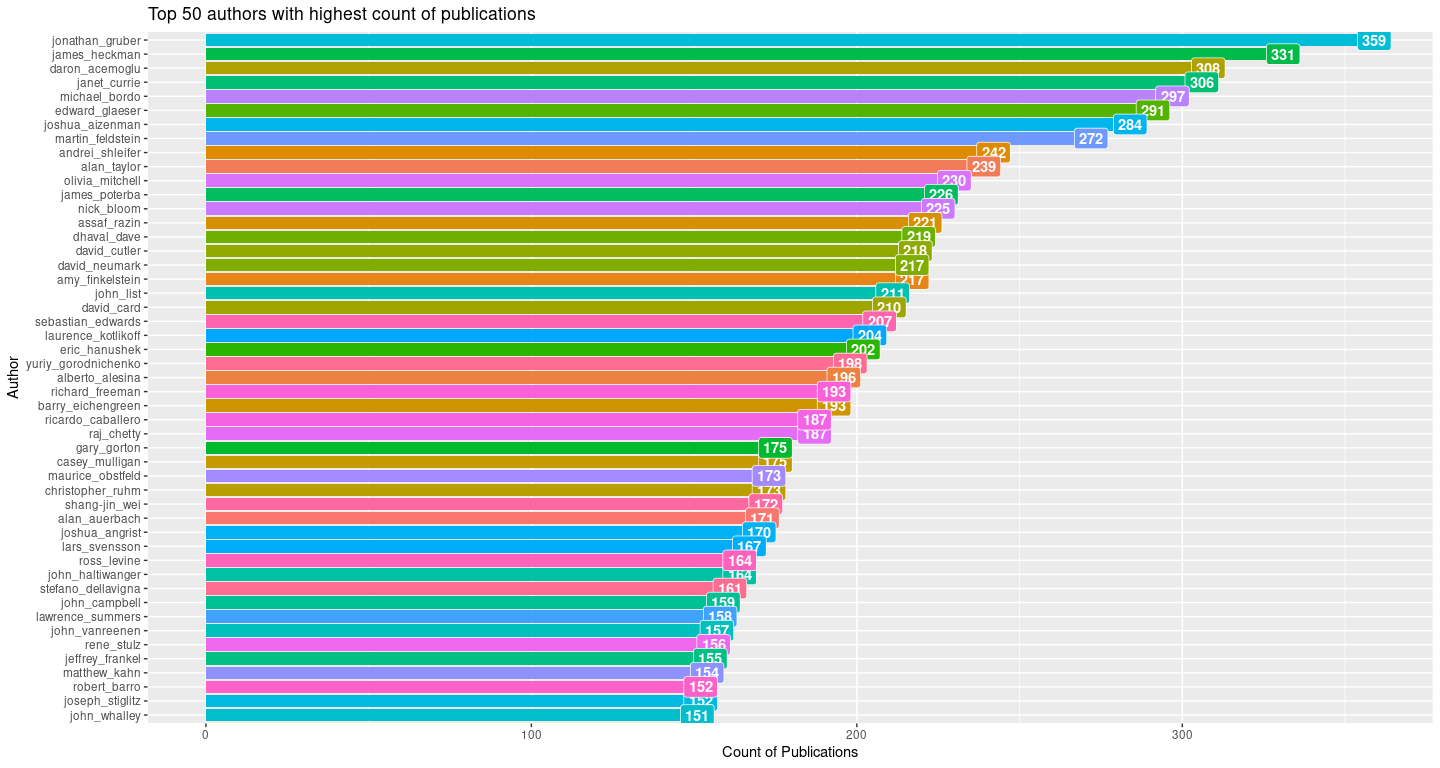 Top 50 authors with highest count of publications
jonathan_gruber 359
james_heckman 331
daron_acemoglu 308
janet_currie 306
michael_bordo 297
edward_glaeser 291
joshua_aizenman 284
martin_feldstein 272
andrei_shleifer 242
alan_taylor 239
olivia_mitchell 230
james_poterba 226
nick_bloom 225
assaf_razin 221
dhaval_dave 219
david_cutler 218
david_neumark 217
amy_finkelstein 217
john_list 211
david_card 210
sebastian_edwards 207
laurence_kotlikoff 204
eric_hanushek 202
yuriy_gorodnichenko 198
alberto_alesina 196
richard_freeman 193
barry_eichengreen 193
ricardo_caballero 187
raj_chetty 187
gary_gorton 175
casey_mulligan 175
maurice_obstfeld 173
christopher_ruhm 173
shang-jin_wei 172
alan_auerbach 171
joshua_angrist 170
lars_svensson 167
ross_levine 164
john_haltiwanger 164
stefano_dellavigna 161
john_campbell 159
lawrence_summers 158
john_vanreenen 157
rene_stulz 156
jeffrey_frankel 155
matthew_kahn 154
robert_barro 152
joseph_stiglitz 152
john_whalley 151
Author
0 100 200 300
Count of Publications